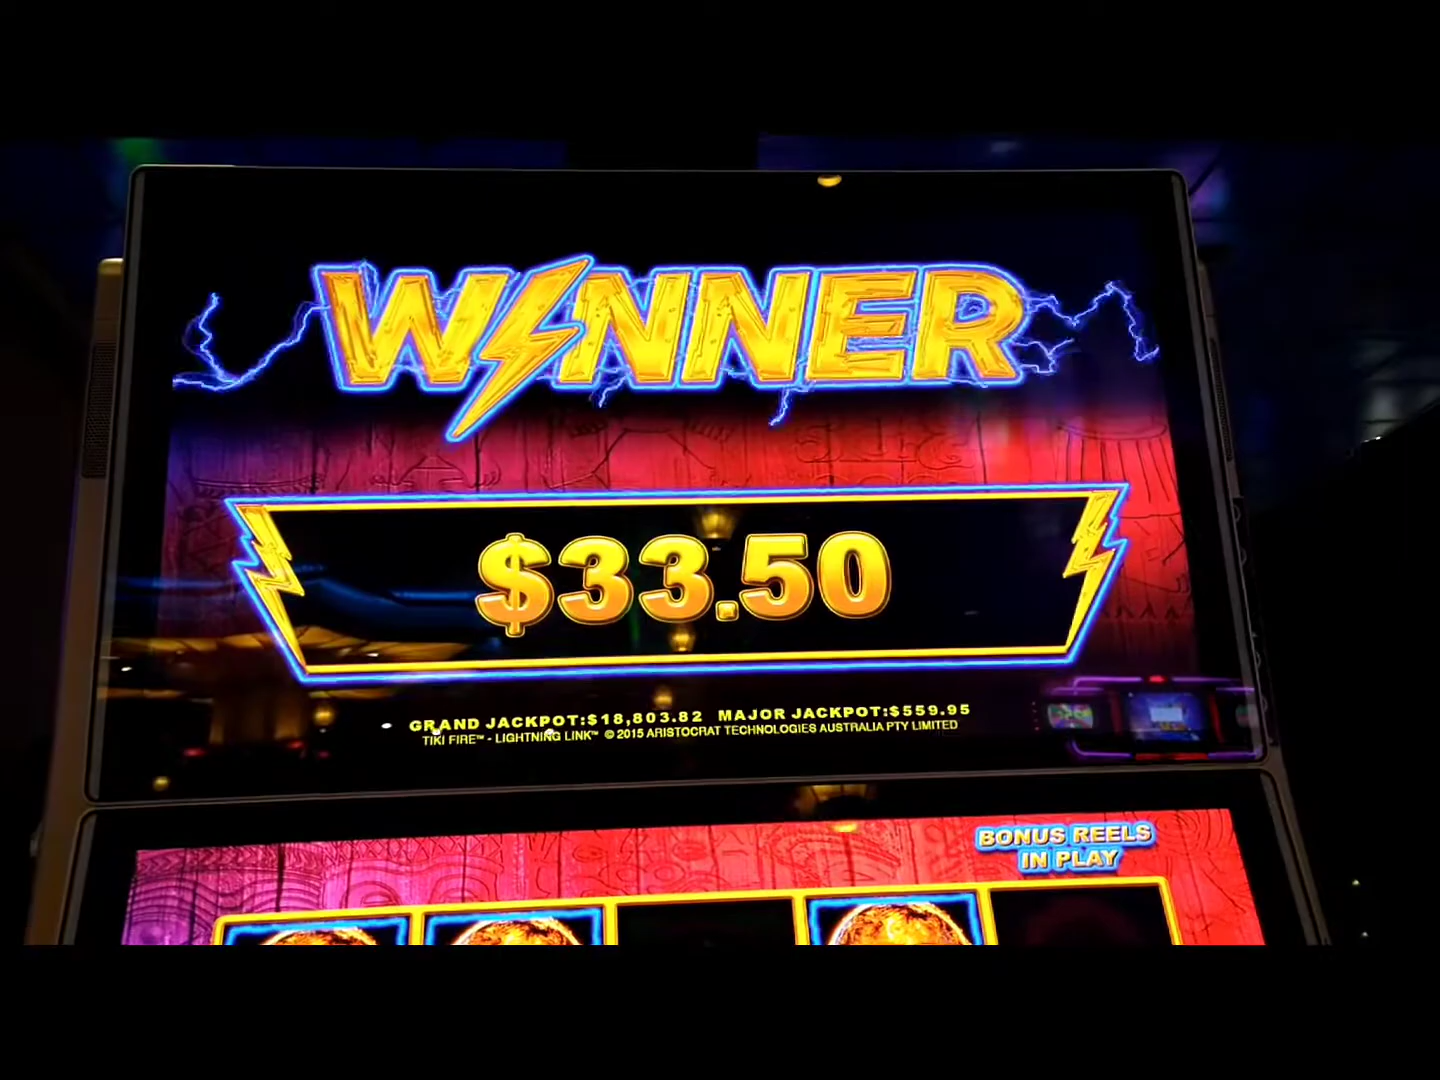 WINNER
$33.50
GRAND JACKPOT:$18,803.82 MAJOR JACKPOT:$559.95
TIKI FIRE™ - LIGHTNING LINK™ © 2015 ARISTOCRAT TECHNOLOGIES AUSTRALIA PTY LIMITED
BONUS REELS
IN PLAY